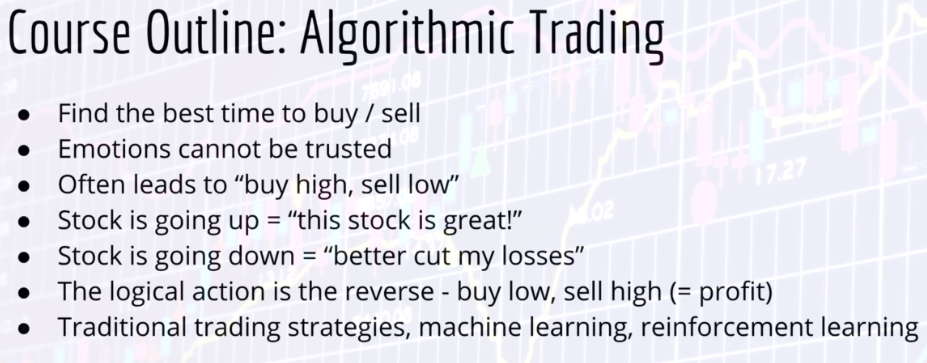 Course Outline: Algorithmic Trading
● Find the best time to buy / sell
● Emotions cannot be trusted
● Often leads to “buy high, sell low”
● Stock is going up = “this stock is great!”
● Stock is going down = “better cut my losses”
● The logical action is the reverse - buy low, sell high (= profit)
● Traditional trading strategies, machine learning, reinforcement learning
17.27